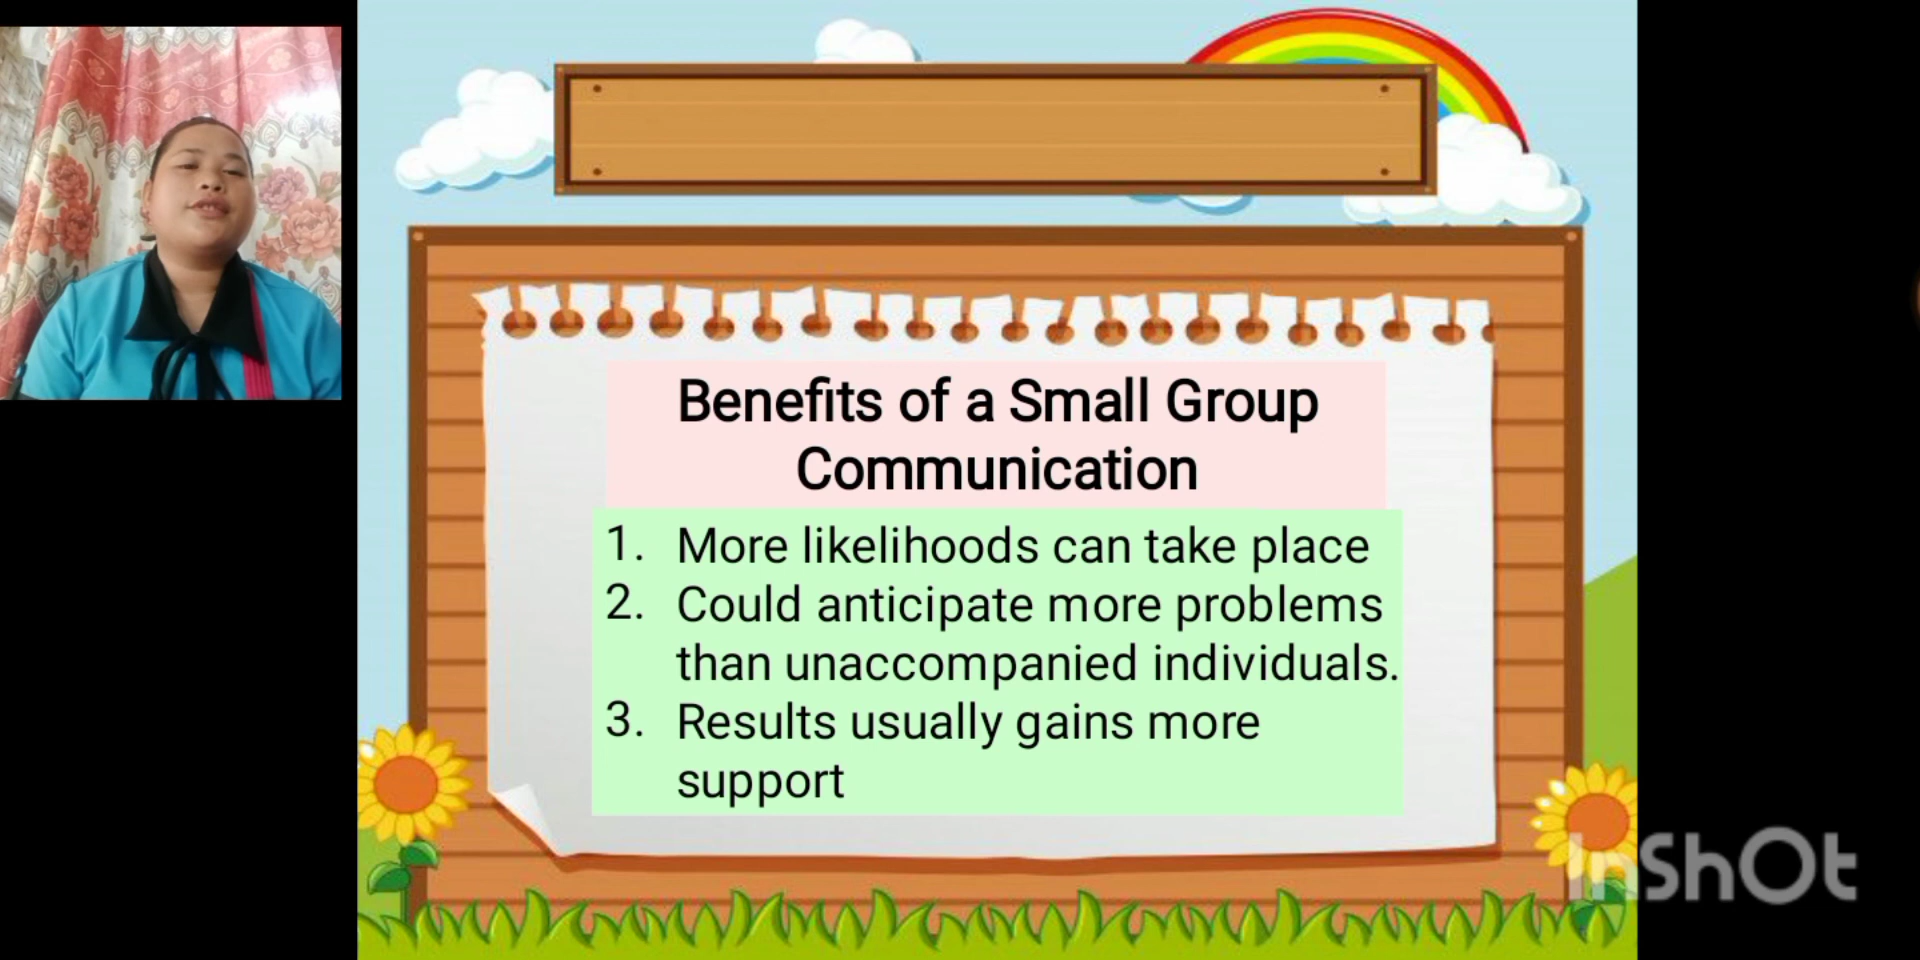 Benefits of a Small Group
Communication
1. More likelihoods can take place
2. Could anticipate more problems
than unaccompanied individuals.
3. Results usually gains more
support
InShOt